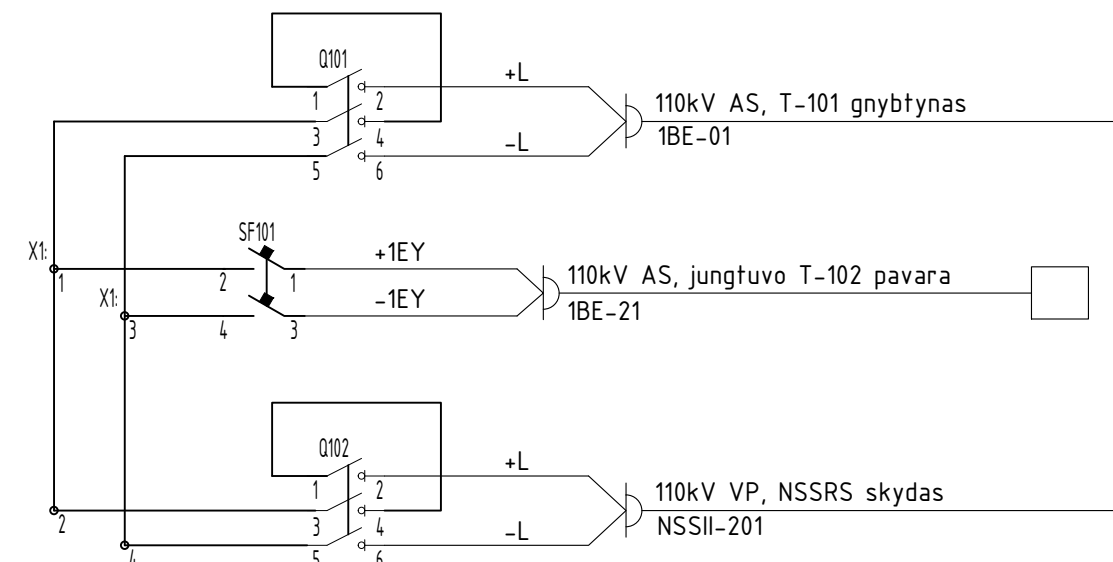 Q101
+L
1
2
110kV AS, T-101 gnybtynas
3
4
1BE-01
-L
5
6
SF101
X1:
+1EY
1
2
1
110kV AS, jungtuvo T-102 pavara
X1:
-1EY
1BE-21
3
4
3
Q102
+L
1
2
110kV VP, NSSRS skydas
2
3
4
NSSII-201
-L
4
5
6